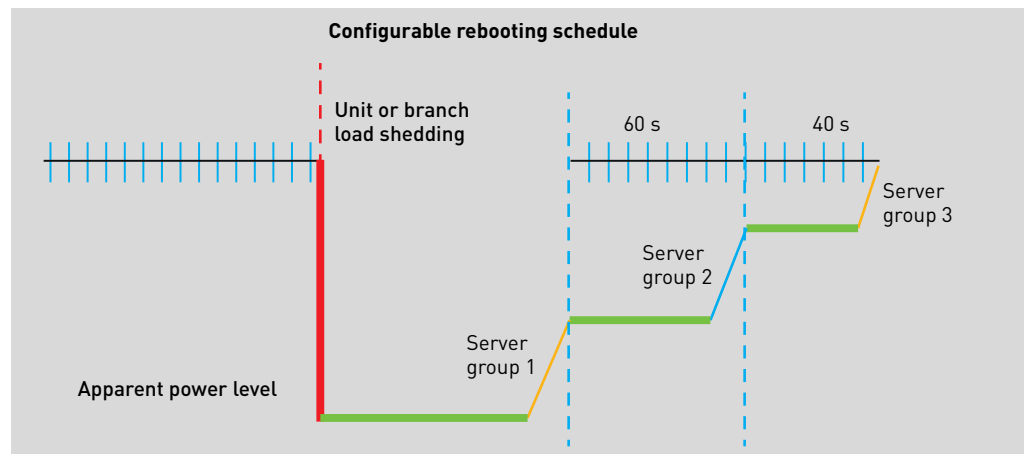 Configurable rebooting schedule
Unit or branch
load shedding
60 s
40 s
Server
group 3
Server
group 2
Server
group 1
Apparent power level